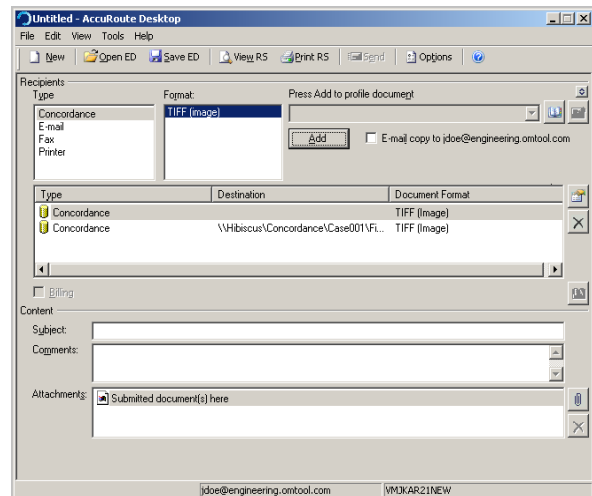 Untitled - AccuRoute Desktop
File Edit View Tools Help
New Open ED Save ED View RS Print RS Send Options
Recipients
Type Format: Press Add to profile document
Concordance TIFF (image)
E-mail
Fax
Printer
Add E-mail copy to jdoe@engineering.omtool.com
Type Destination Document Format
Concordance TIFF (Image)
Concordance \\Hibiscus\Concordance\Case001\Fi... TIFF (Image)
Billing
Content
Subject:
Comments:
Attachments: Submitted document(s) here
jdoe@engineering.omtool.com VMJKAR21NEW